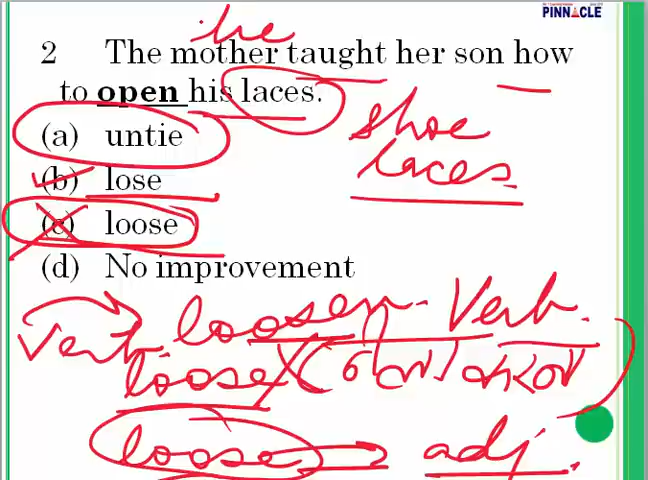 PINNACLE
he
2 The mother taught her son how
to open his laces.
shoe
laces.
(a) untie
(b) lose
(c) loose
(d) No improvement
loosen. Verb.
Verb
loose
loose = adj.